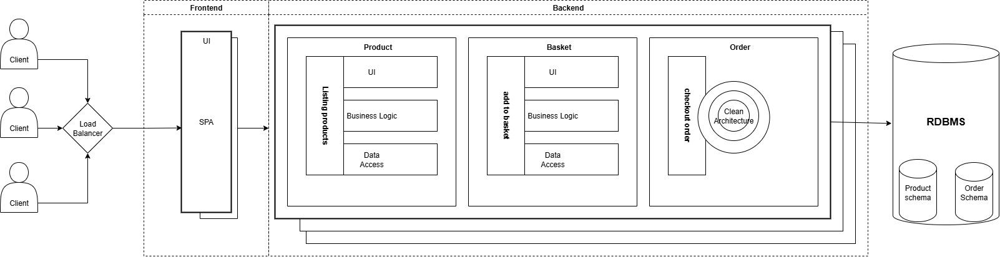 Frontend
Backend
Client
Client
Client
Load
Balancer
UI
SPA
Product
Listing products
UI
Business Logic
Data
Access
Basket
add to basket
UI
Business Logic
Data
Access
Order
checkout order
Clean
Architecture
RDBMS
Product
schema
Order
Schema